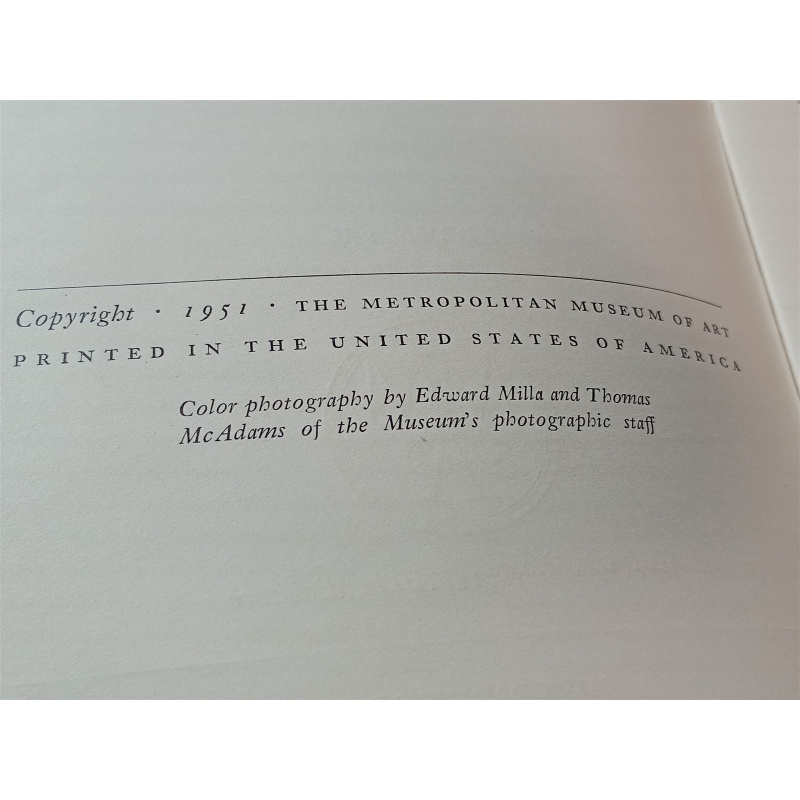 Copyright · 1951 · THE METROPOLITAN MUSEUM OF ART
PRINTED IN THE UNITED STATES OF AMERICA
Color photography by Edward Milla and Thomas
McAdams of the Museum's photographic staff